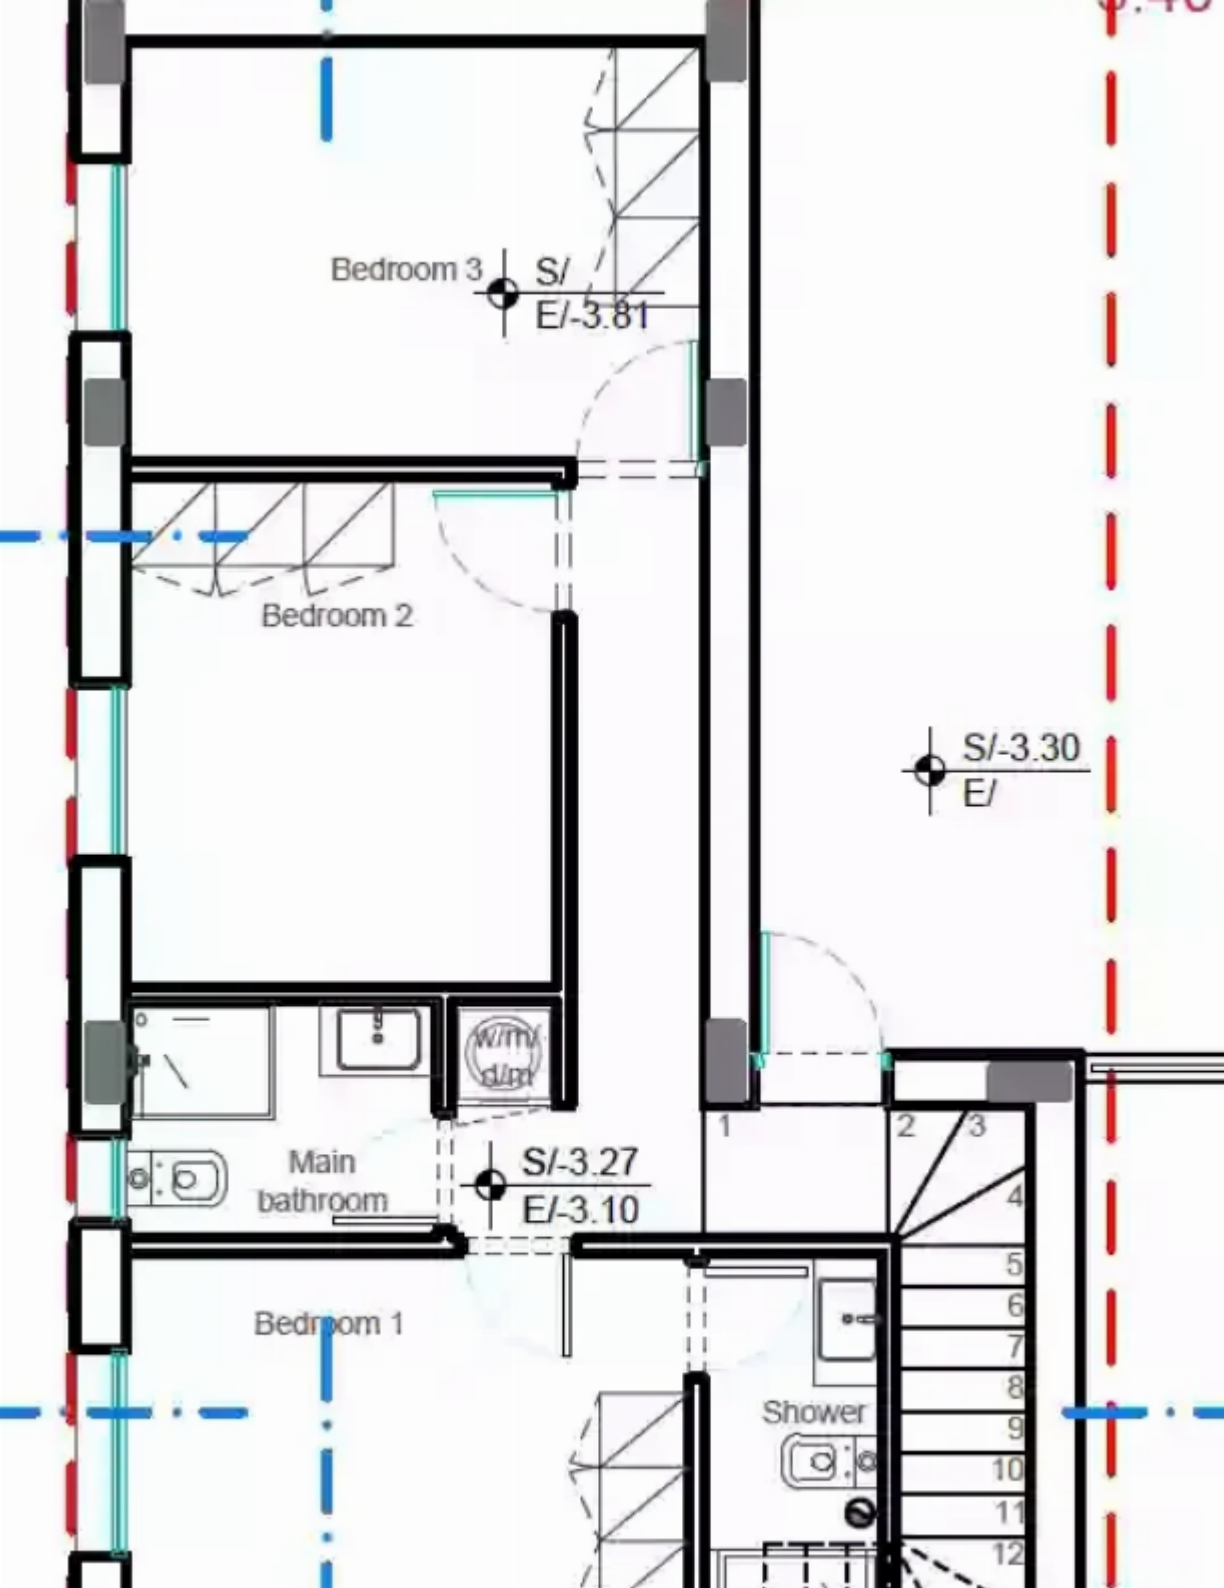 Bedroom 3
S/
E/-3.81
Bedroom 2
S/-3.30
E/
w/m/
d/m
1
2
3
Main
bathroom
S/-3.27
E/-3.10
4
5
Bedroom 1
6
7
8
Shower
9
10
11
12